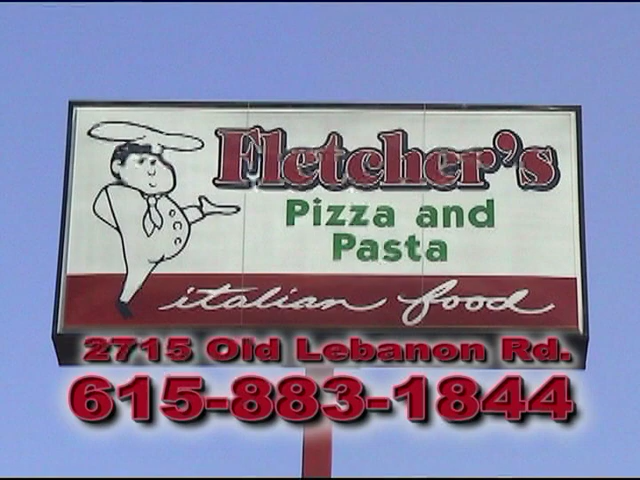 Fletcher's
Pizza and
Pasta
italian food
2715 Old Lebanon Rd.
615-883-1844